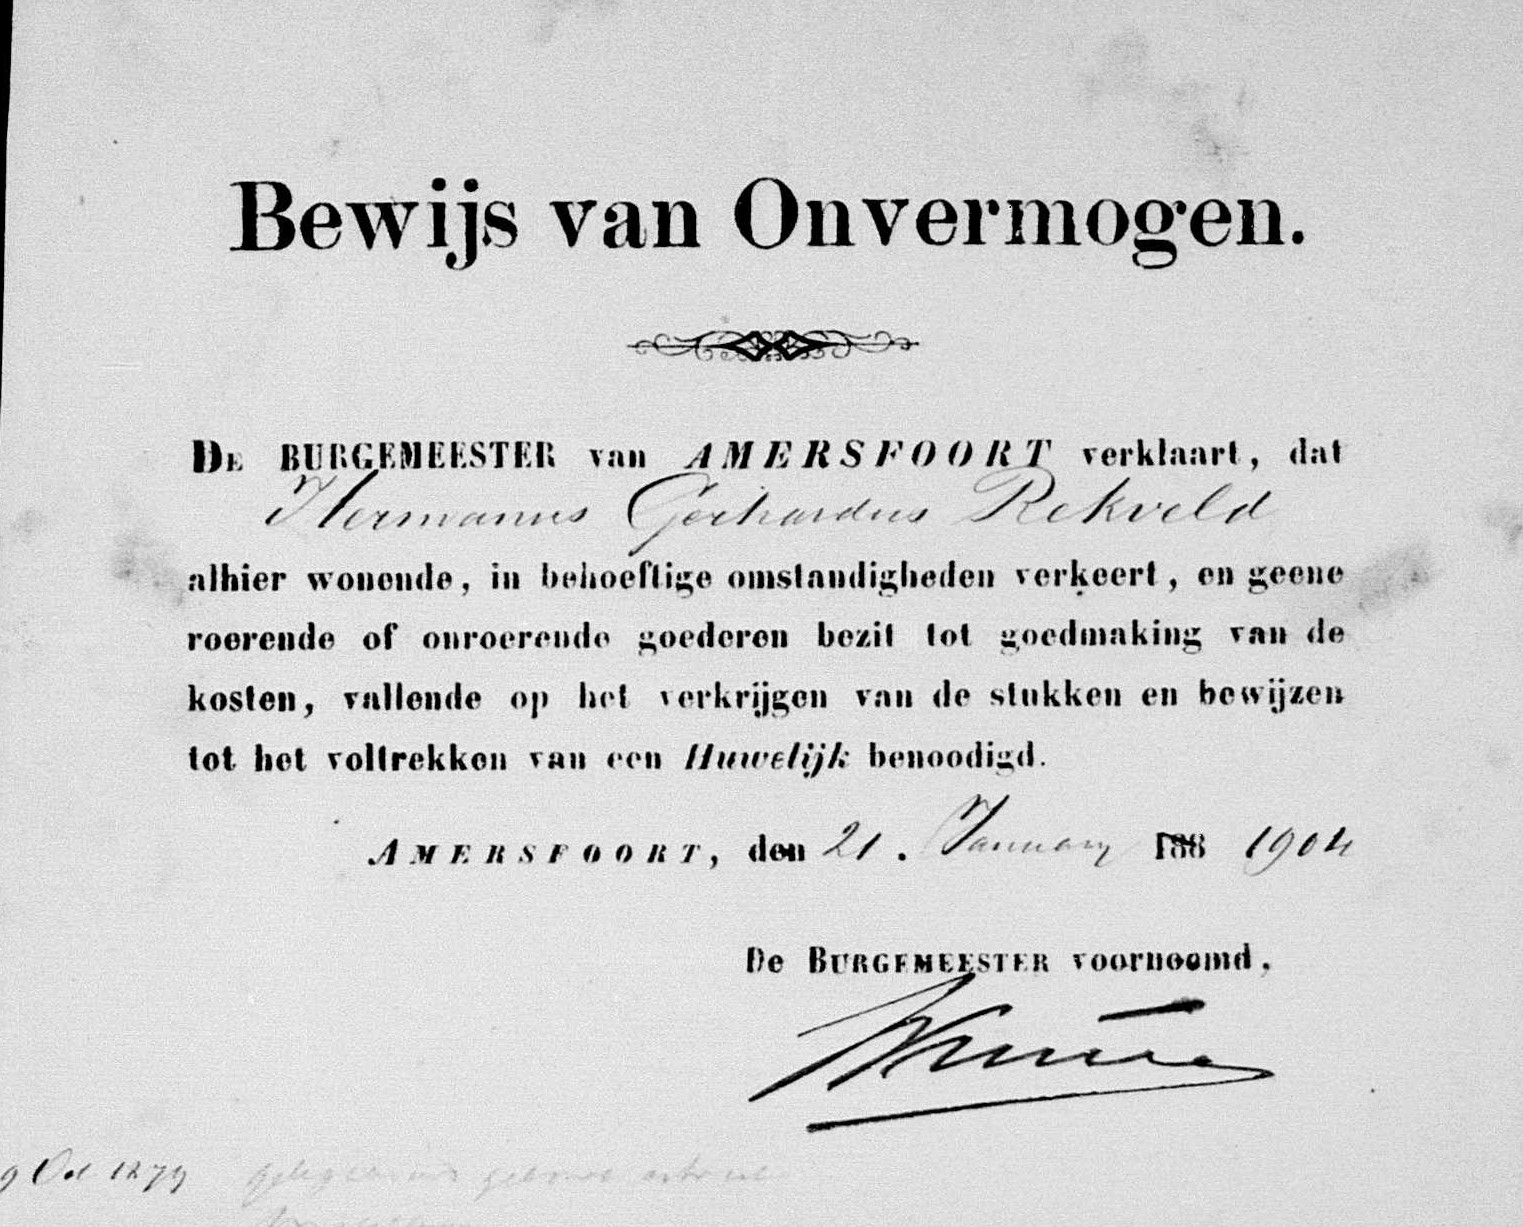 Bewijs van Onvermogen.
DE BURGEMEESTER van AMERSFOORT verklaart, dat
Hermanus Gerhardus Rekveld
alhier wonende, in behoeftige omstandigheden verkeert, en geene
roerende of onroerende goederen bezit tot goedmaking van de
kosten, vallende op het verkrijgen van de stukken en bewijzen
tot het voltrekken van een Huwelijk benoodigd.
AMERSFOORT, den 21. January 188 1904
De BURGEMEESTER voornoemd,
9 Oct 1879